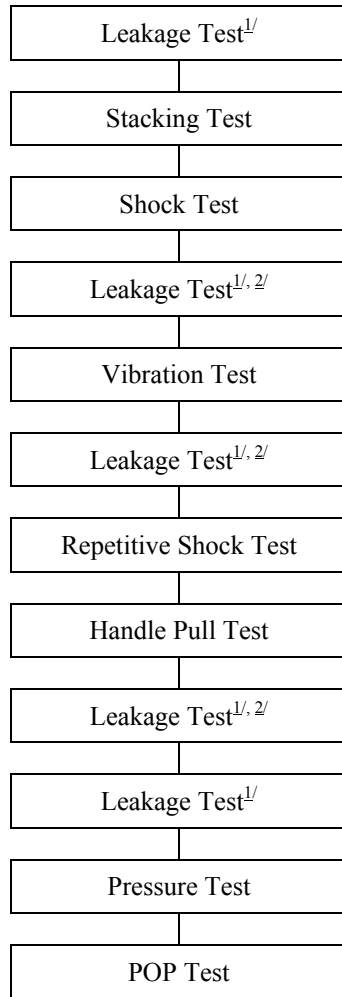 Leakage Test1/
Stacking Test
Shock Test
Leakage Test1/, 2/
Vibration Test
Leakage Test1/, 2/
Repetitive Shock Test
Handle Pull Test
Leakage Test1/, 2/
Leakage Test1/
Pressure Test
POP Test